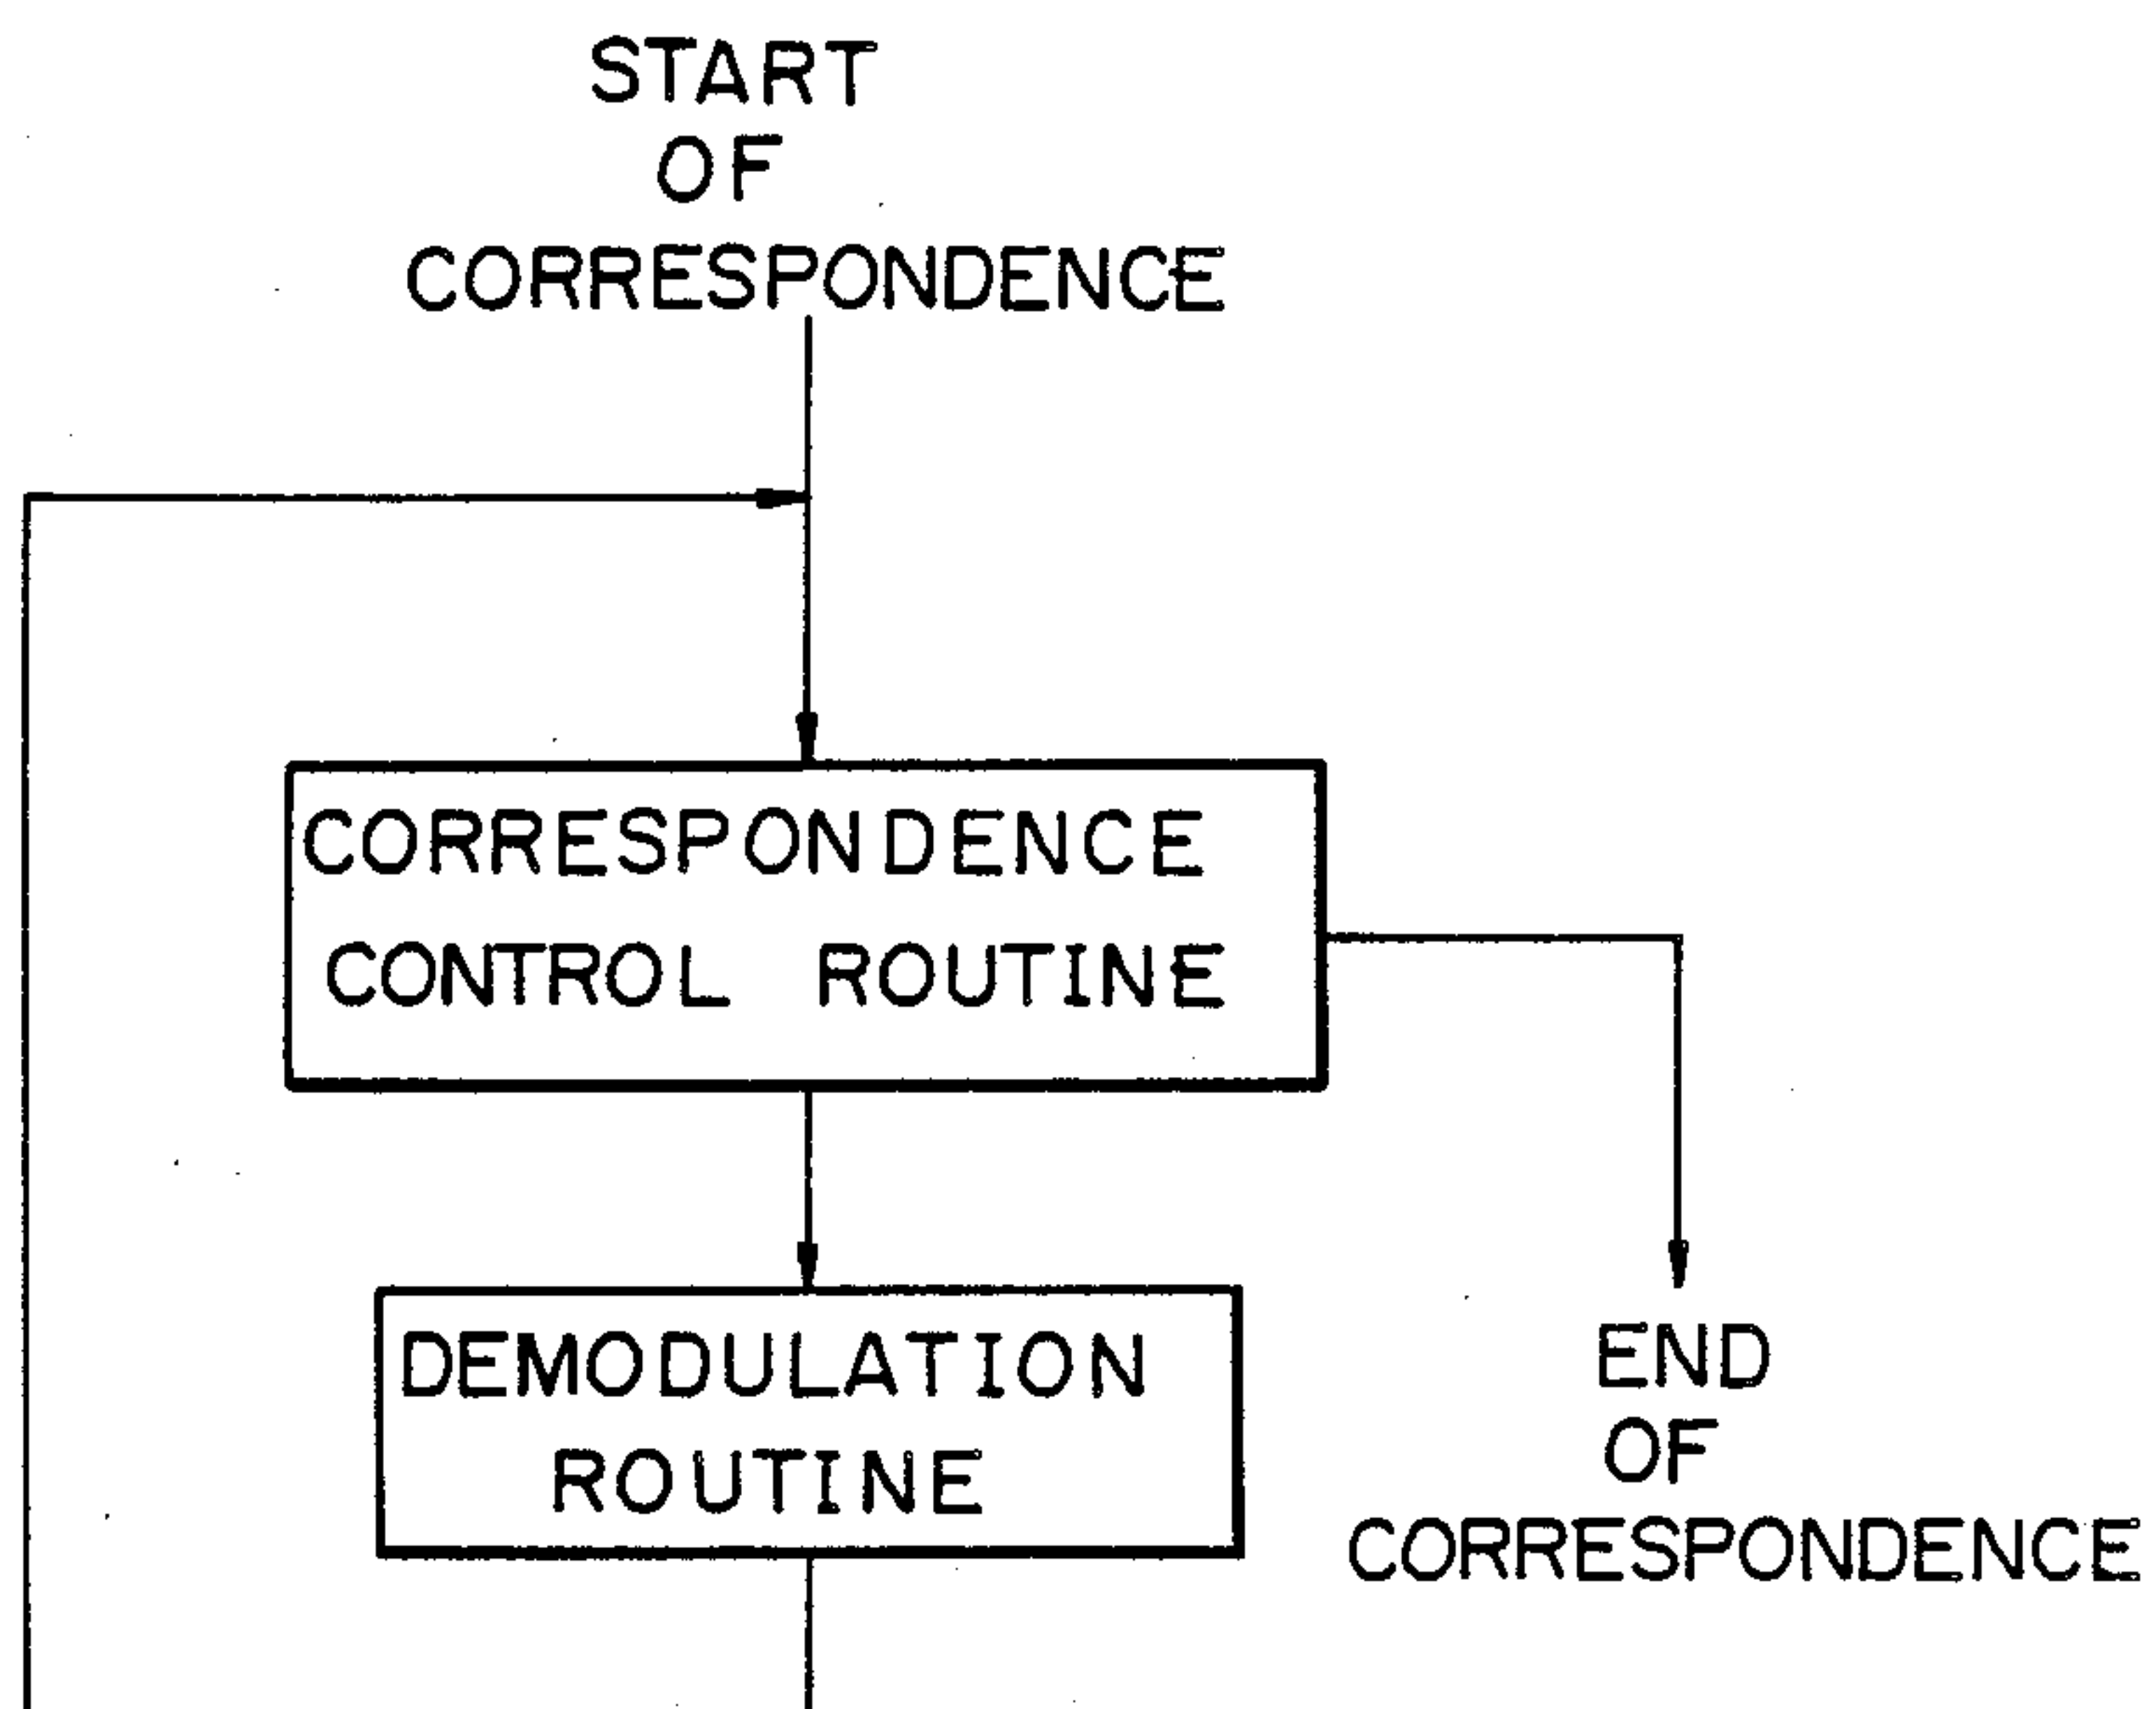 START
OF
CORRESPONDENCE
CORRESPONDENCE
CONTROL ROUTINE
DEMODULATION
ROUTINE
END
OF
CORRESPONDENCE